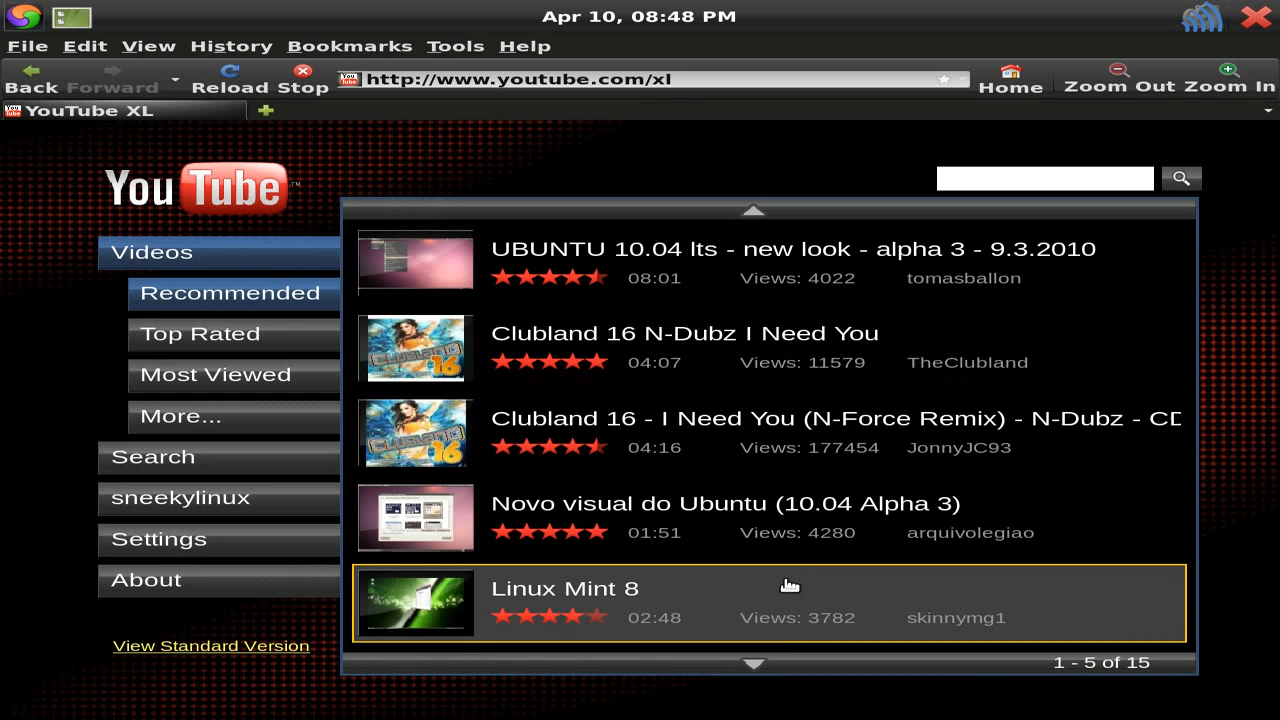 Apr 10, 08:48 PM
File Edit View History Bookmarks Tools Help
Back Forward Reload Stop http://www.youtube.com/xl Home Zoom Out Zoom In
YouTube XL
You Tube ™
Videos
Recommended
Top Rated
Most Viewed
More...
Search
sneekylinux
Settings
About
View Standard Version
UBUNTU 10.04 lts - new look - alpha 3 - 9.3.2010
08:01 Views: 4022 tomasballon
Clubland 16 N-Dubz I Need You
04:07 Views: 11579 TheClubland
Clubland 16 - I Need You (N-Force Remix) - N-Dubz - CD
04:16 Views: 177454 JonnyJC93
Novo visual do Ubuntu (10.04 Alpha 3)
01:51 Views: 4280 arquivolegiao
Linux Mint 8
02:48 Views: 3782 skinnymg1
1 - 5 of 15